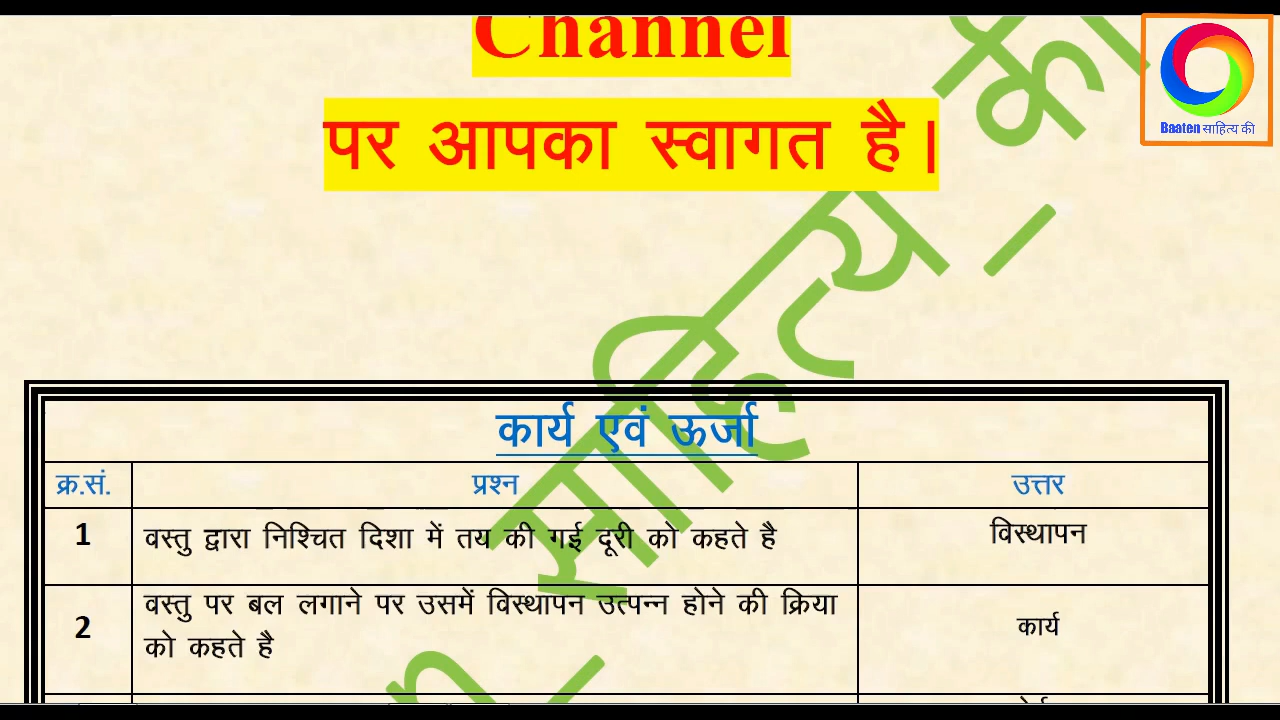 Channel
Baaten साहित्य की
पर आपका स्वागत है।
साहित्य_की
कार्य एवं ऊर्जा
क्र.सं. प्रश्न उत्तर
1 वस्तु द्वारा निश्चित दिशा में तय की गई दूरी को कहते है विस्थापन
2 वस्तु पर बल लगाने पर उसमें विस्थापन उत्पन्न होने की क्रिया
को कहते है कार्य